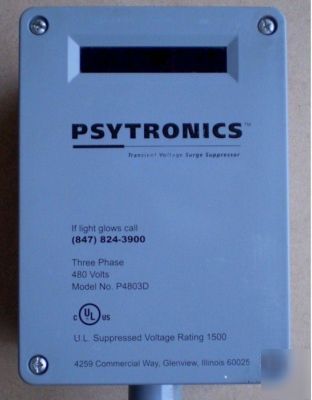 PSYTRONICS™
Transient Voltage Surge Suppressor
If light glows call
(847) 824-3900
Three Phase
480 Volts
Model No. P4803D
C UL US
U.L. Suppressed Voltage Rating 1500
4259 Commercial Way, Glenview, Illinois 60025